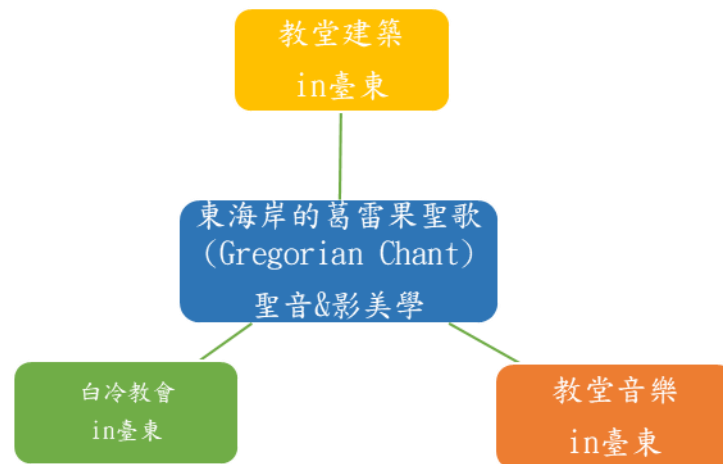 教堂建築
in臺東
東海岸的葛雷果聖歌
(Gregorian Chant)
聖音&影美學
白冷教會
in臺東
教堂音樂
in臺東